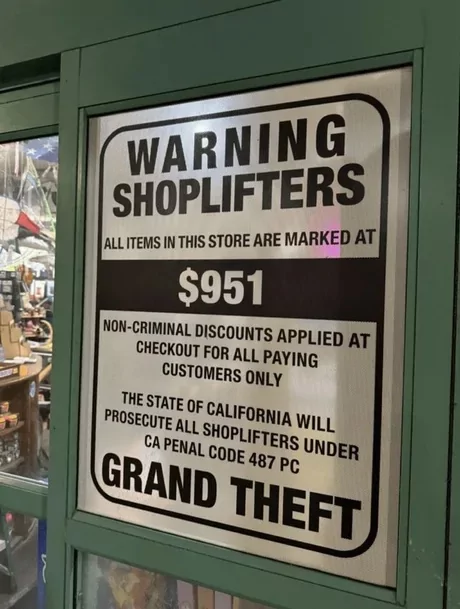 WARNING
SHOPLIFTERS
ALL ITEMS IN THIS STORE ARE MARKED AT
$951
NON-CRIMINAL DISCOUNTS APPLIED AT
CHECKOUT FOR ALL PAYING
CUSTOMERS ONLY
THE STATE OF CALIFORNIA WILL
PROSECUTE ALL SHOPLIFTERS UNDER
CA PENAL CODE 487 PC
GRAND THEFT